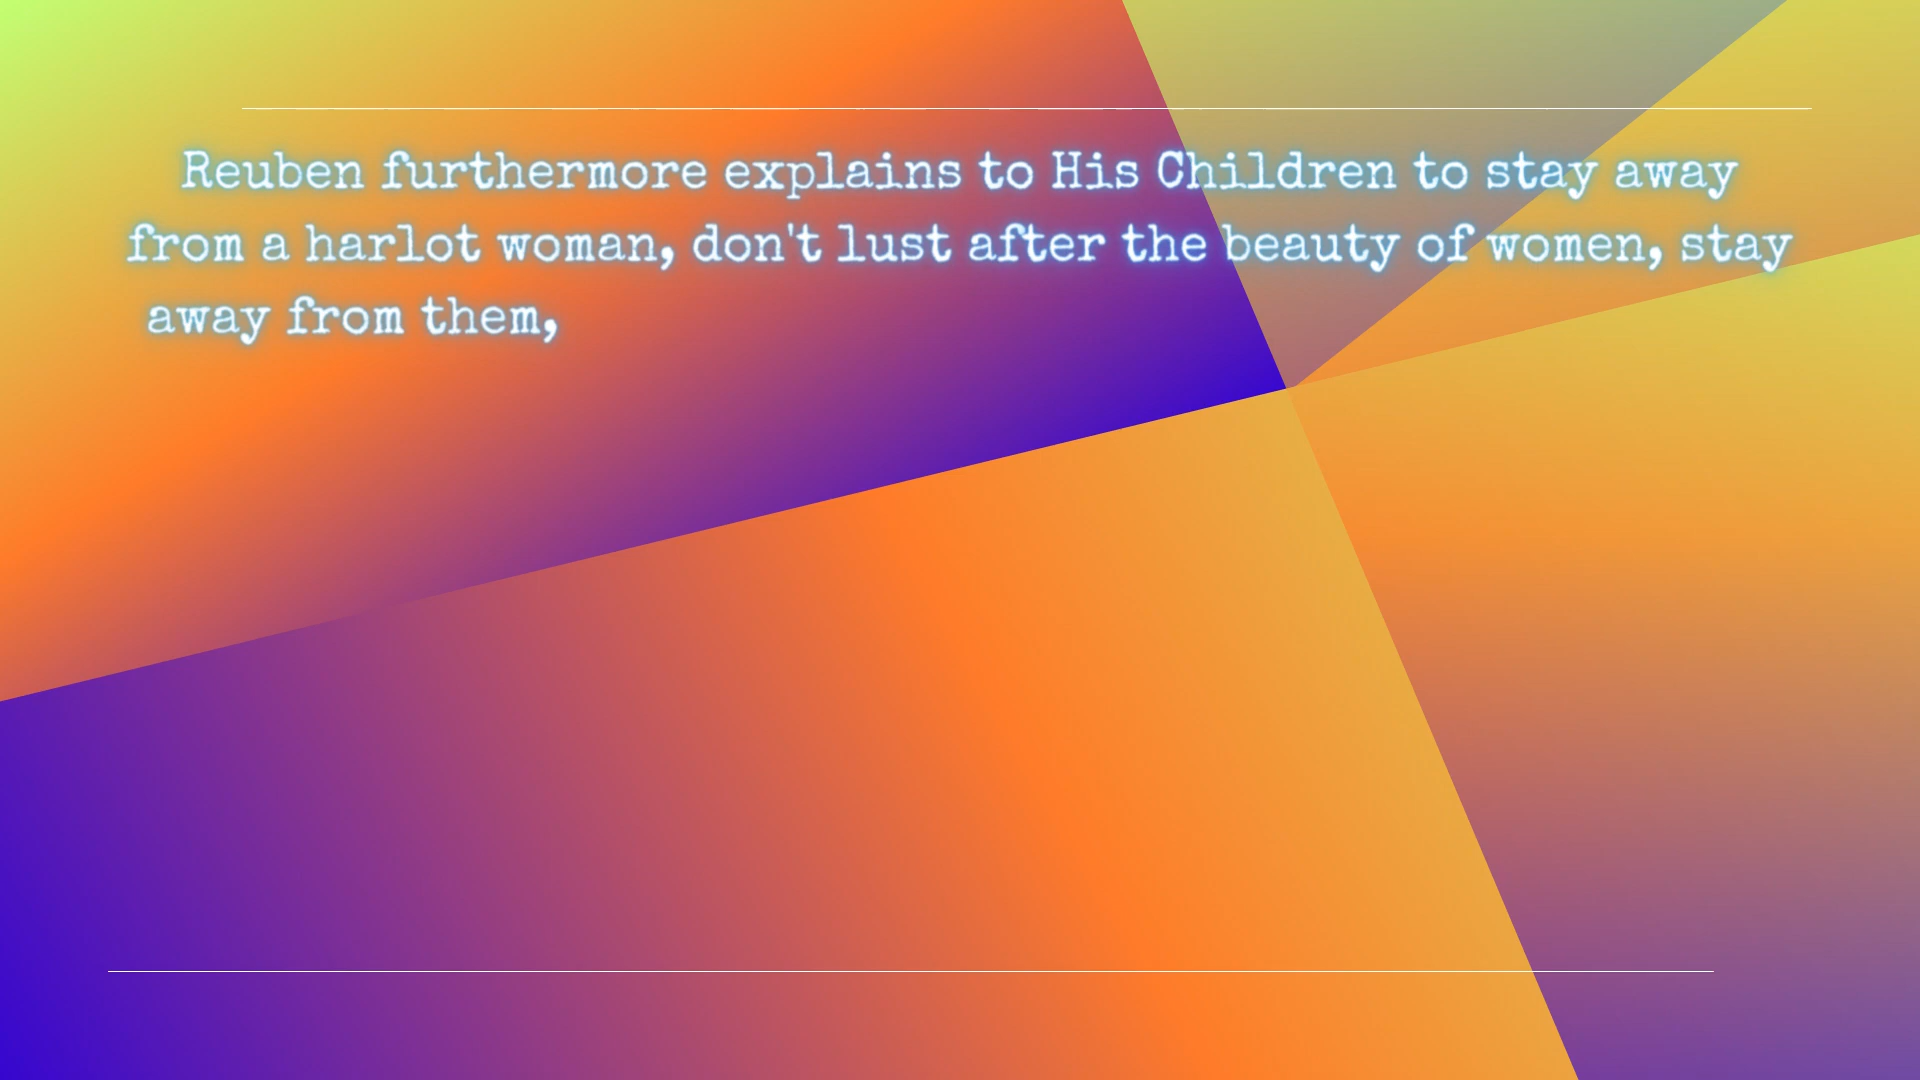 Reuben furthermore explains to His Children to stay away
from a harlot woman, don't lust after the beauty of women, stay
away from them,